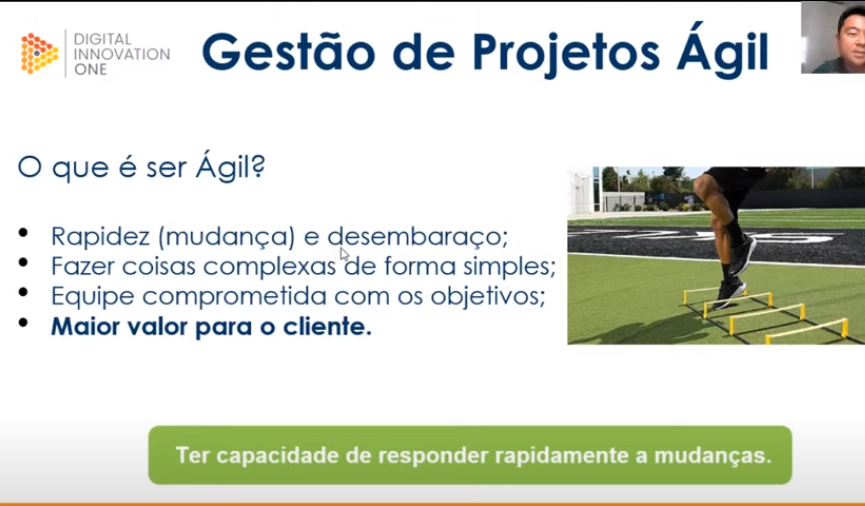 DIGITAL
INNOVATION
ONE
Gestão de Projetos Ágil
O que é ser Ágil?
• Rapidez (mudança) e desembaraço;
• Fazer coisas complexas de forma simples;
• Equipe comprometida com os objetivos;
• Maior valor para o cliente.
Ter capacidade de responder rapidamente a mudanças.